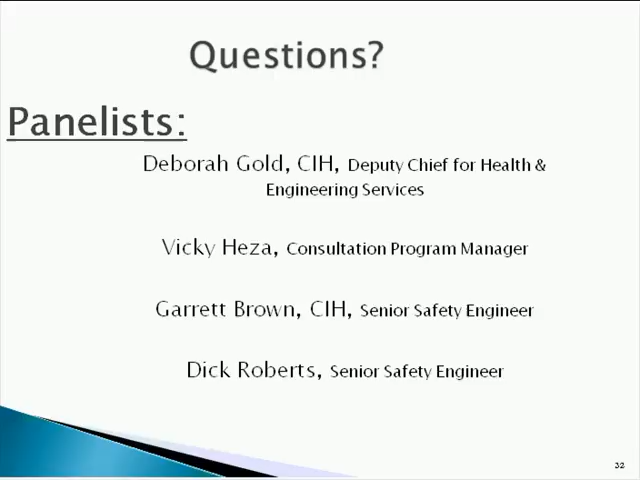 Questions?
Panelists:
Deborah Gold, CIH, Deputy Chief for Health &
Engineering Services
Vicky Heza, Consultation Program Manager
Garrett Brown, CIH, Senior Safety Engineer
Dick Roberts, Senior Safety Engineer
32